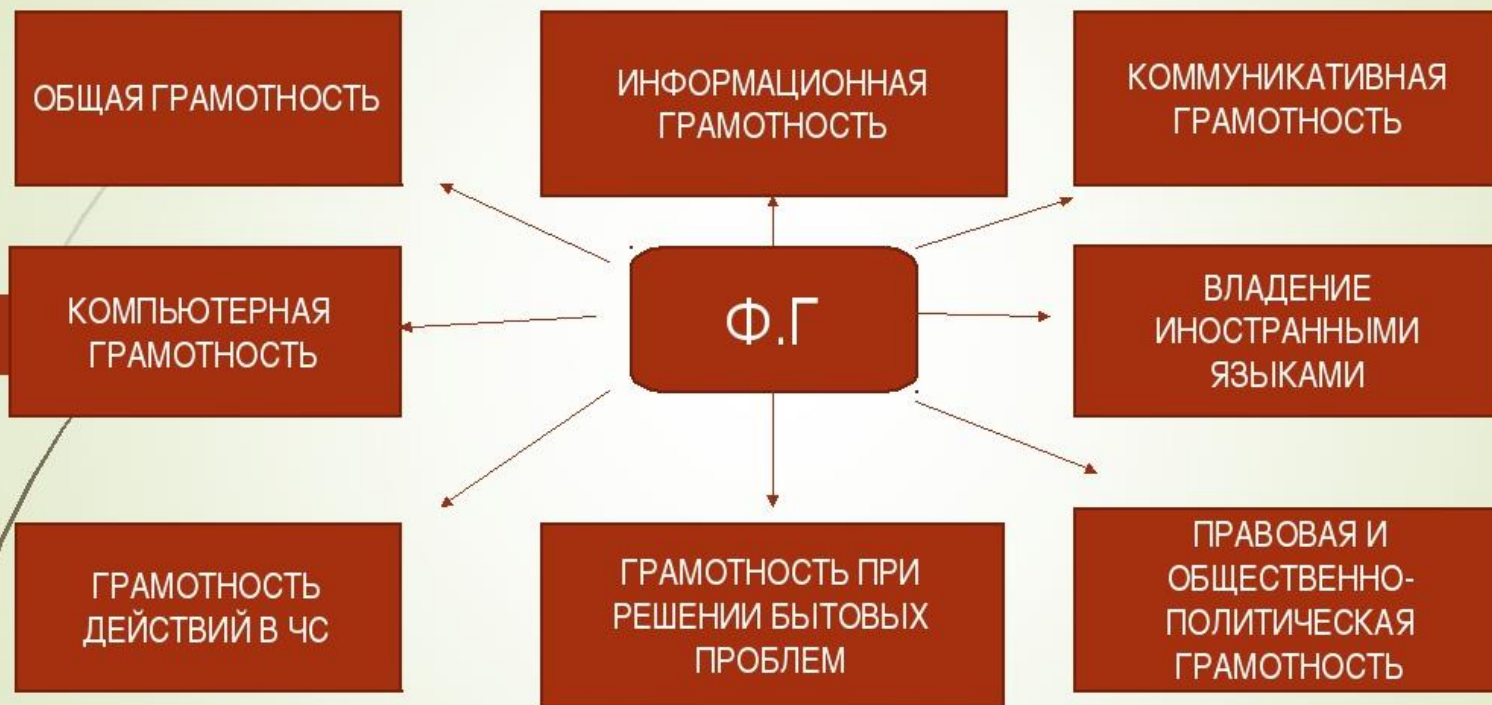 ОБЩАЯ ГРАМОТНОСТЬ
ИНФОРМАЦИОННАЯ
ГРАМОТНОСТЬ
КОММУНИКАТИВНАЯ
ГРАМОТНОСТЬ
КОМПЬЮТЕРНАЯ
ГРАМОТНОСТЬ
Ф.Г
ВЛАДЕНИЕ
ИНОСТРАННЫМИ
ЯЗЫКАМИ
ГРАМОТНОСТЬ
ДЕЙСТВИЙ В ЧС
ГРАМОТНОСТЬ ПРИ
РЕШЕНИИ БЫТОВЫХ
ПРОБЛЕМ
ПРАВОВАЯ И
ОБЩЕСТВЕННО-
ПОЛИТИЧЕСКАЯ
ГРАМОТНОСТЬ